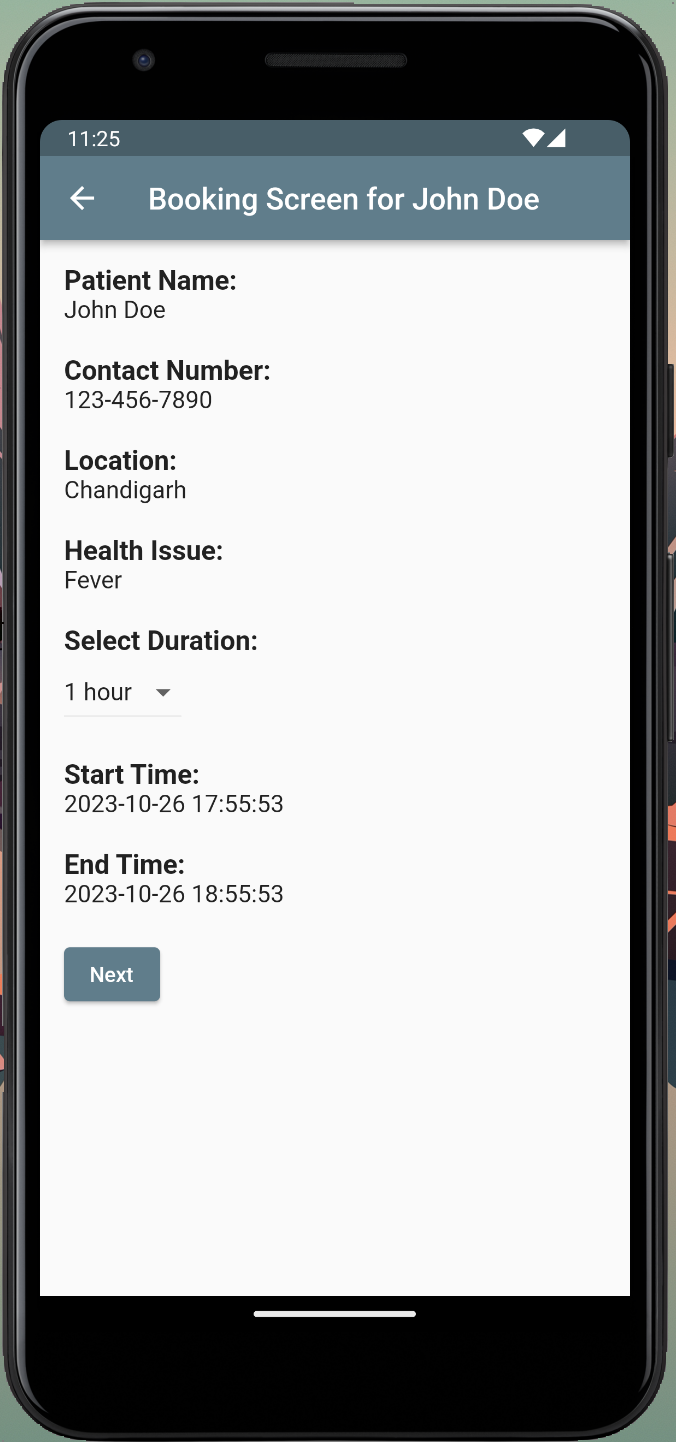 11:25
Booking Screen for John Doe
Patient Name:
John Doe
Contact Number:
123-456-7890
Location:
Chandigarh
Health Issue:
Fever
Select Duration:
1 hour
Start Time:
2023-10-26 17:55:53
End Time:
2023-10-26 18:55:53
Next